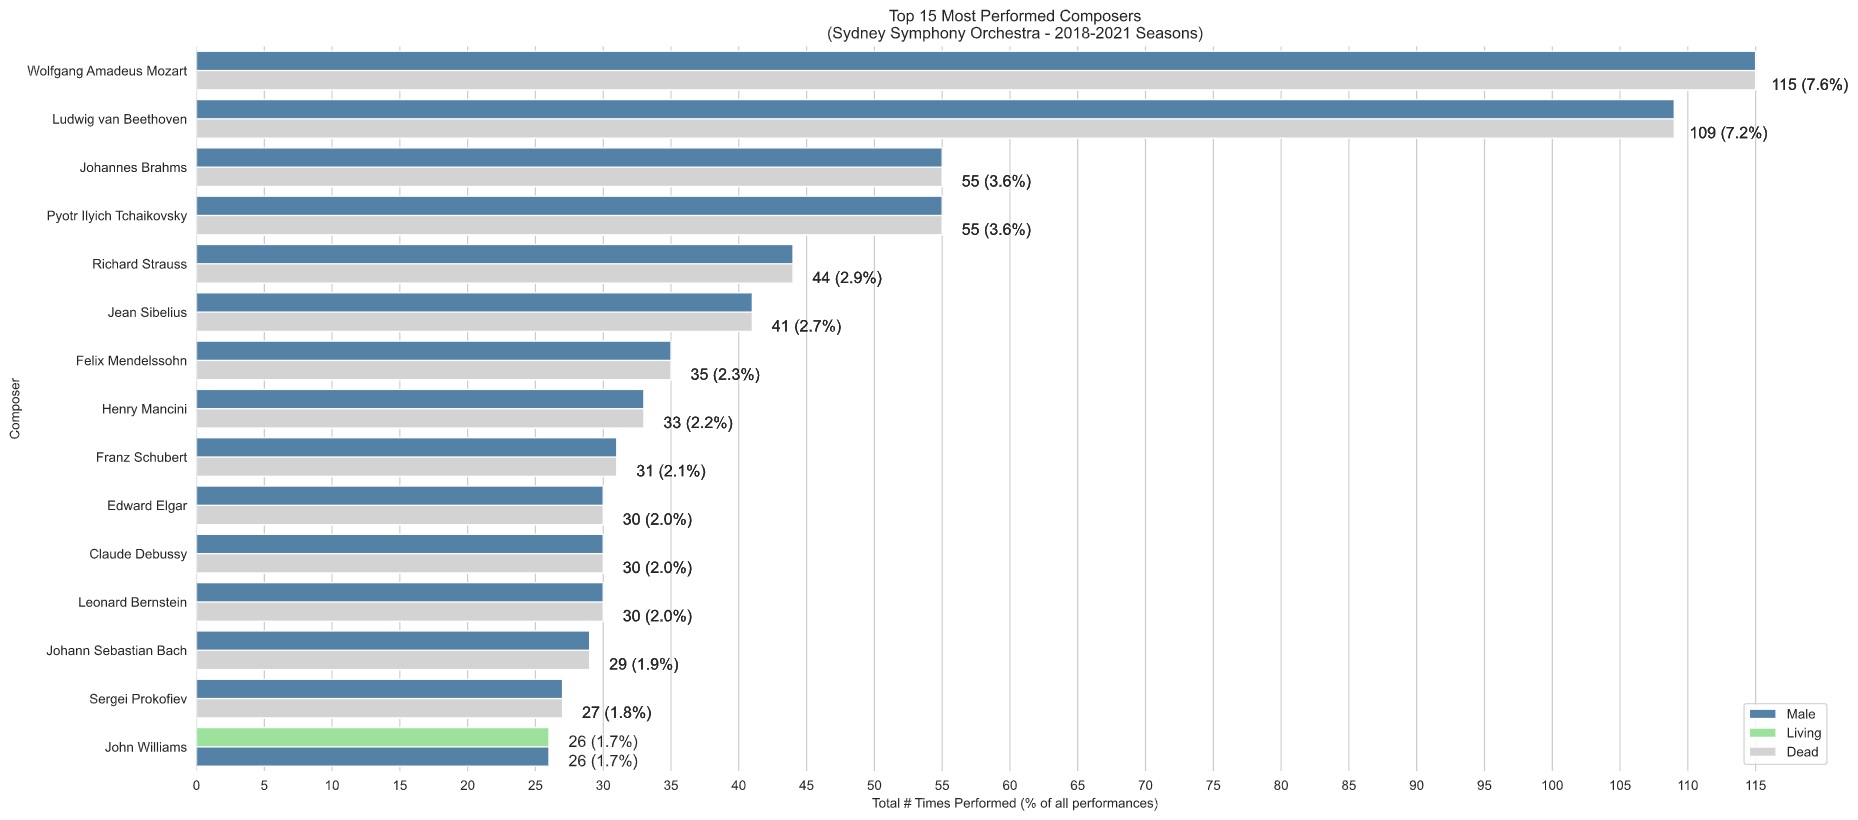 Top 15 Most Performed Composers
(Sydney Symphony Orchestra - 2018-2021 Seasons)
Composer
Wolfgang Amadeus Mozart
115 (7.6%)
Ludwig van Beethoven
109 (7.2%)
Johannes Brahms
55 (3.6%)
Pyotr Ilyich Tchaikovsky
55 (3.6%)
Richard Strauss
44 (2.9%)
Jean Sibelius
41 (2.7%)
Felix Mendelssohn
35 (2.3%)
Henry Mancini
33 (2.2%)
Franz Schubert
31 (2.1%)
Edward Elgar
30 (2.0%)
Claude Debussy
30 (2.0%)
Leonard Bernstein
30 (2.0%)
Johann Sebastian Bach
29 (1.9%)
Sergei Prokofiev
27 (1.8%)
John Williams
26 (1.7%)
26 (1.7%)
Male
Living
Dead
0 5 10 15 20 25 30 35 40 45 50 55 60 65 70 75 80 85 90 95 100 105 110 115
Total # Times Performed (% of all performances)